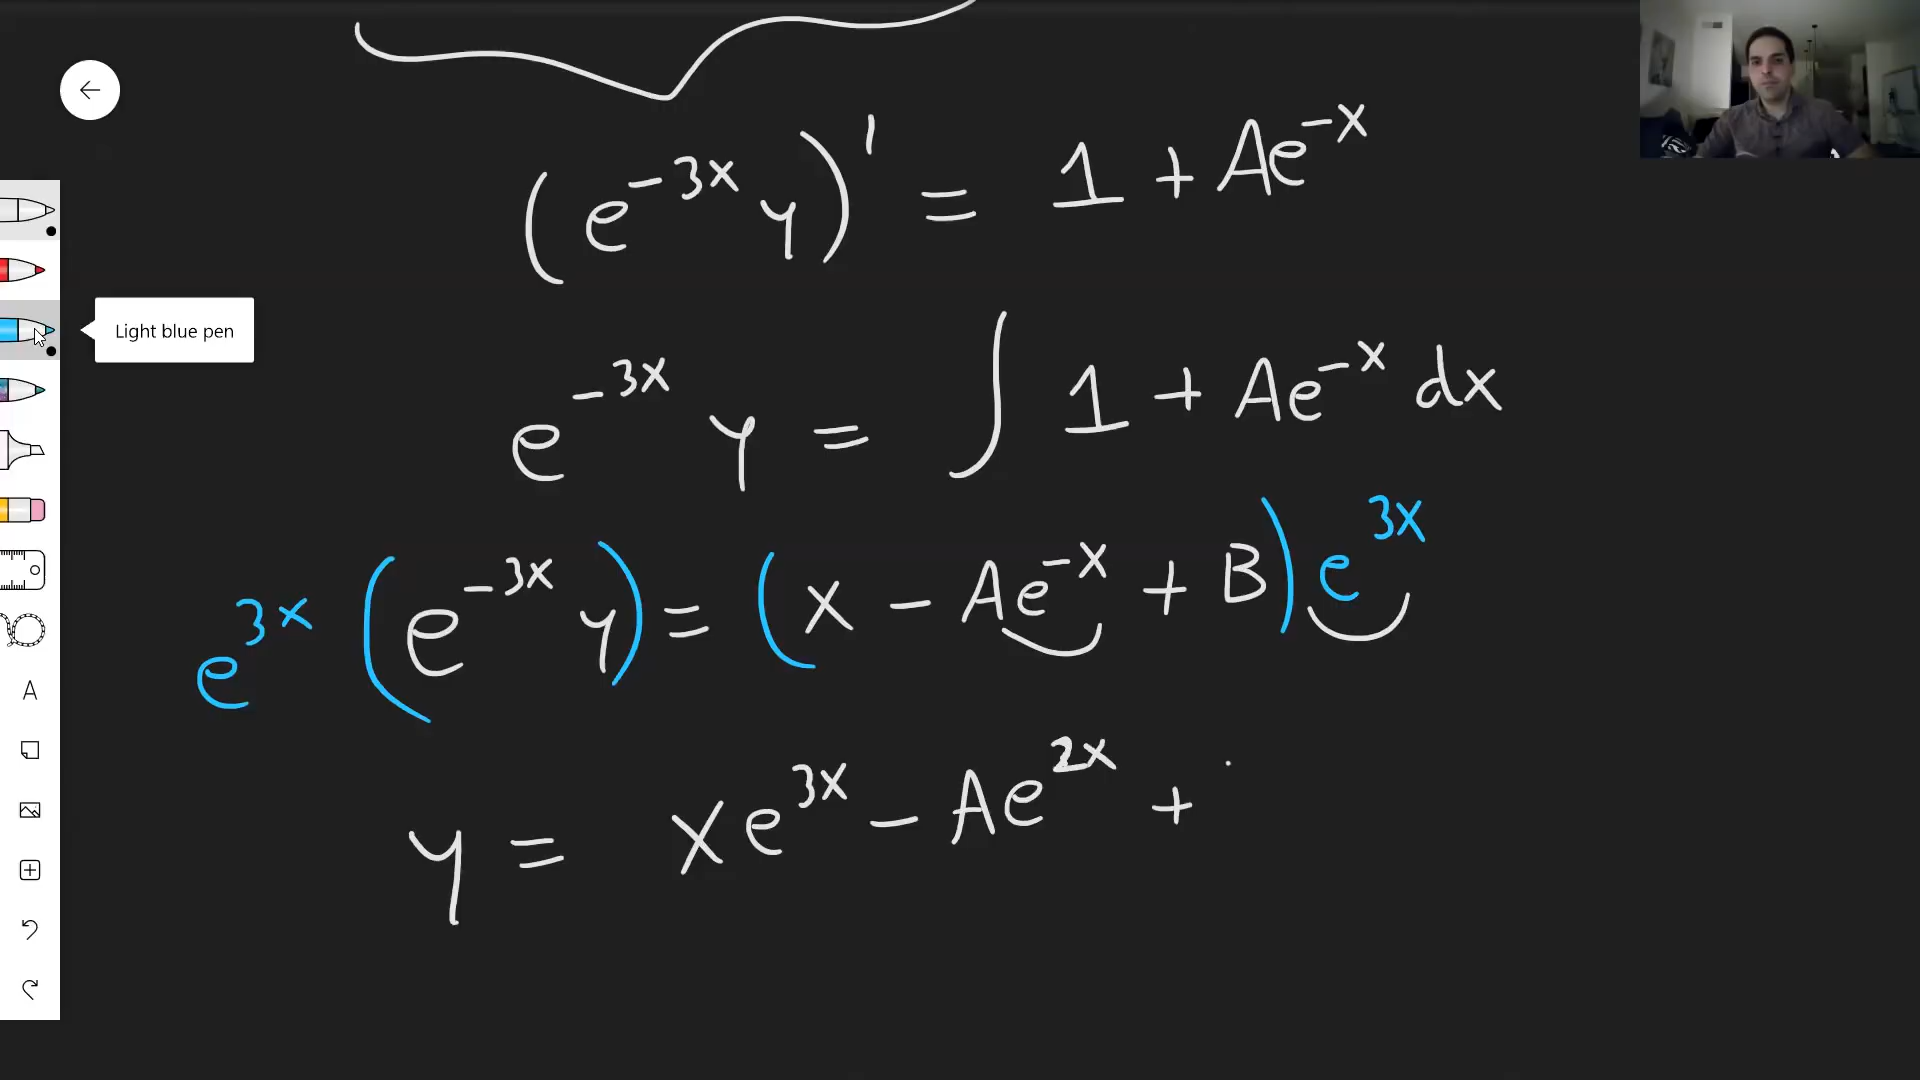 (e^{-3x} y)' = 1 + Ae^{-x}
Light blue pen
e^{-3x} y = ∫ 1 + Ae^{-x} dx
e^{3x} (e^{-3x} y) = (x - Ae^{-x} + B) e^{3x}
A
y = xe^{3x} - Ae^{2x} +